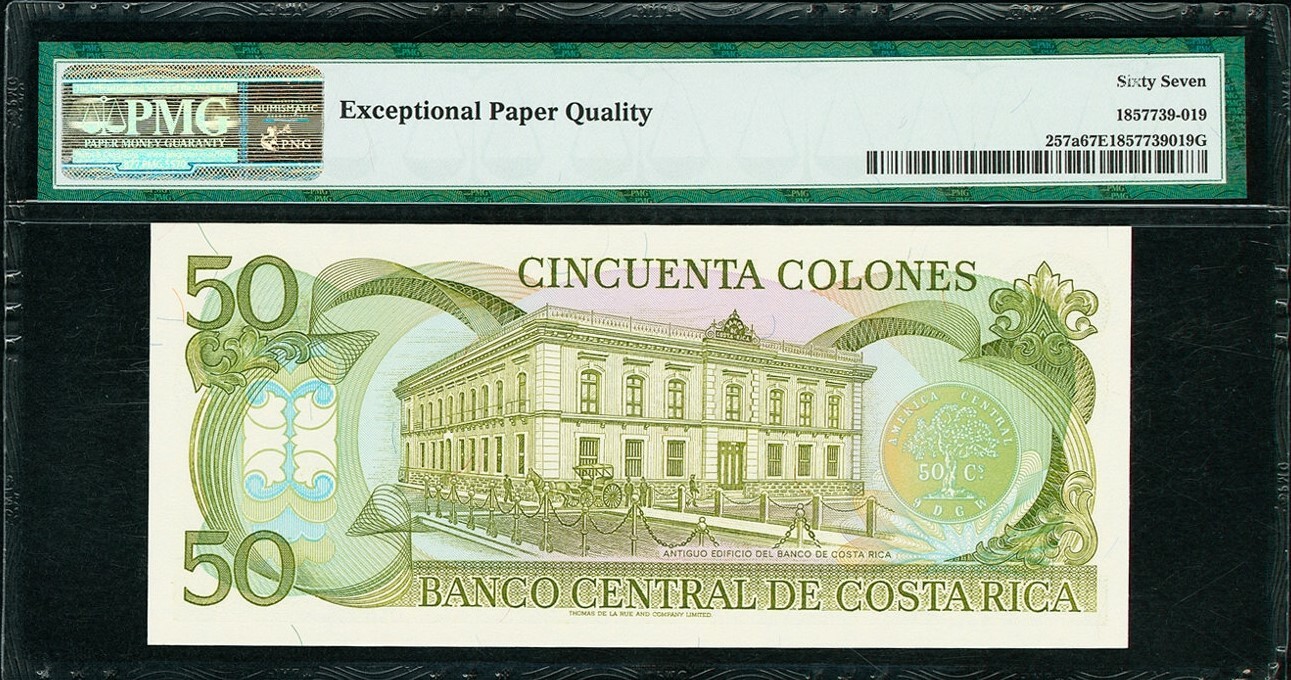 PMG
PAPER MONEY GUARANTY
NUMISMATIC
PNG
Exceptional Paper Quality
Sixty Seven
1857739-019
257a67E1857739019G
50
CINCUENTA COLONES
AMERICA CENTRAL
50 Cs
J D G W
ANTIGUO EDIFICIO DEL BANCO DE COSTA RICA
50
BANCO CENTRAL DE COSTA RICA
THOMAS DE LA RUE AND COMPANY LIMITED